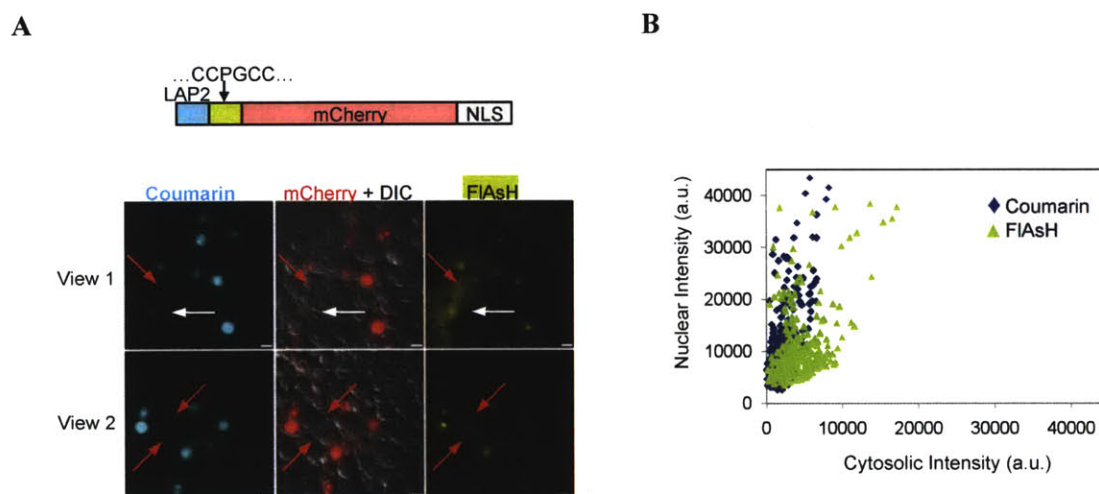 A
B
...CCPGCC...
LAP2
mCherry
NLS
Coumarin
mCherry + DIC
FlAsH
View 1
View 2
Nuclear Intensity (a.u.)
40000
30000
20000
10000
0
Coumarin
FlAsH
0
10000
20000
30000
40000
Cytosolic Intensity (a.u.)